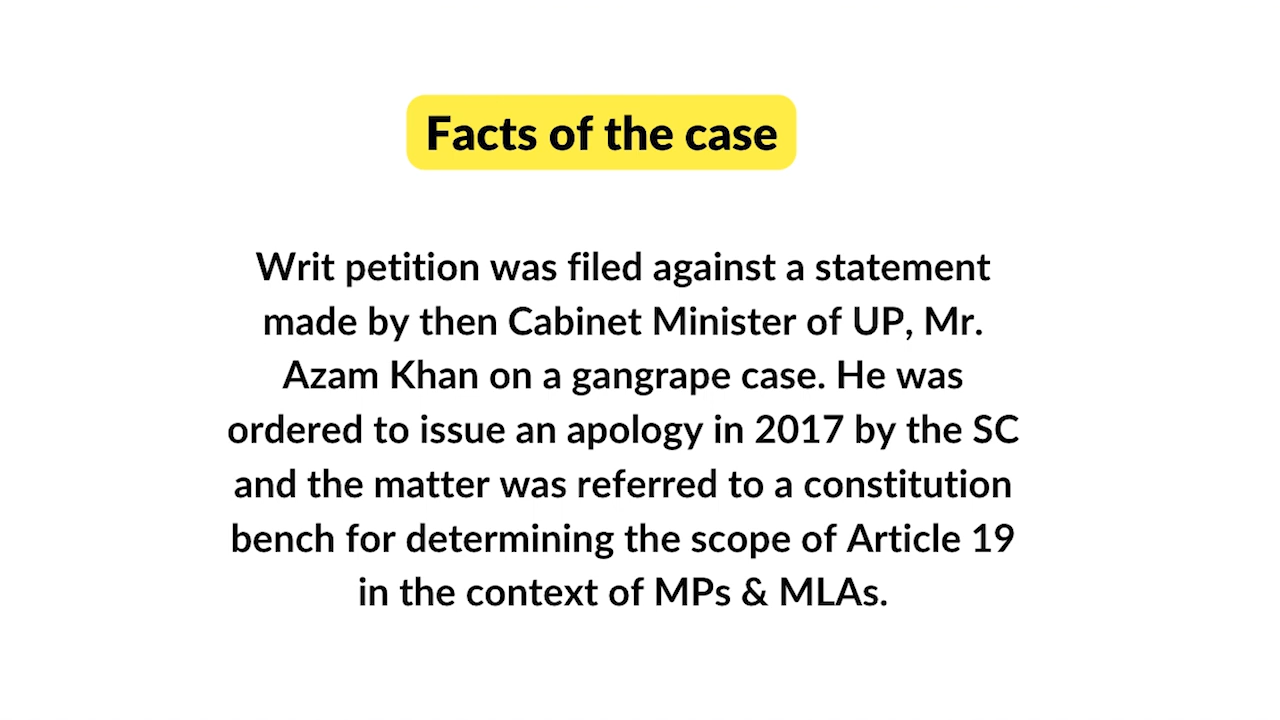 Facts of the case
Writ petition was filed against a statement
made by then Cabinet Minister of UP, Mr.
Azam Khan on a gangrape case. He was
ordered to issue an apology in 2017 by the SC
and the matter was referred to a constitution
bench for determining the scope of Article 19
in the context of MPs & MLAs.